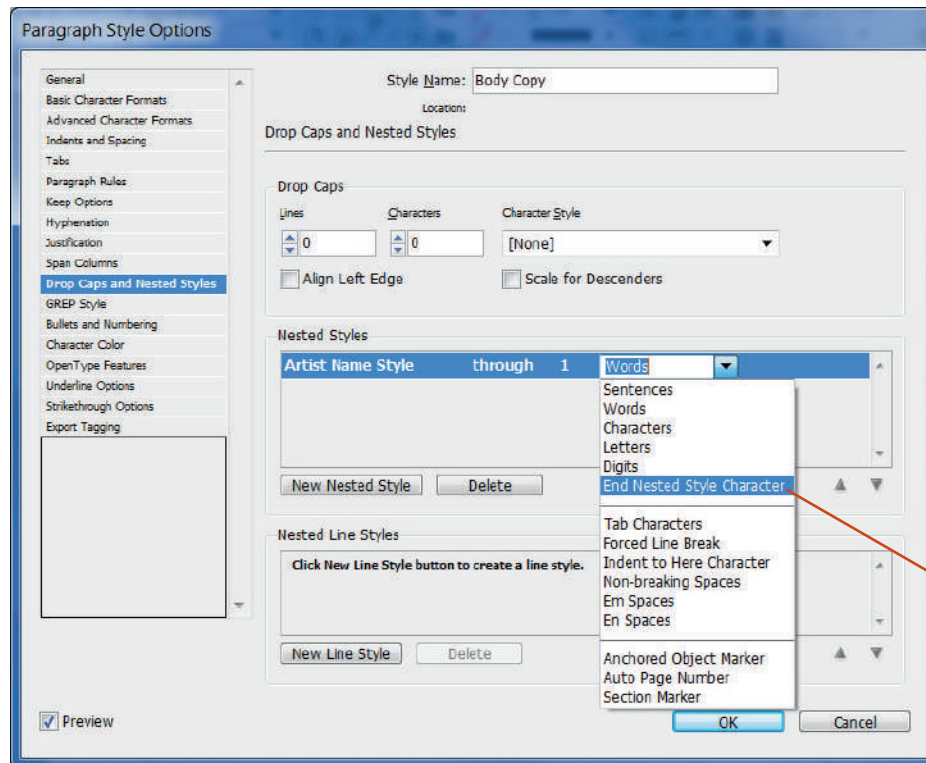 Paragraph Style Options
General
Basic Character Formats
Advanced Character Formats
Indents and Spacing
Tabs
Paragraph Rules
Keep Options
Hyphenation
Justification
Span Columns
Drop Caps and Nested Styles
GREP Style
Bullets and Numbering
Character Color
OpenType Features
Underline Options
Strikethrough Options
Export Tagging
Style Name: Body Copy
Location:
Drop Caps and Nested Styles
Drop Caps
Lines Characters Character Style
0 0 [None]
Align Left Edge Scale for Descenders
Nested Styles
Artist Name Style through 1 Words
Sentences
Words
Characters
Letters
Digits
End Nested Style Character
Tab Characters
Forced Line Break
Indent to Here Character
Non-breaking Spaces
Em Spaces
En Spaces
Anchored Object Marker
Auto Page Number
Section Marker
New Nested Style Delete
Nested Line Styles
Click New Line Style button to create a line style.
New Line Style Delete
Preview OK Cancel